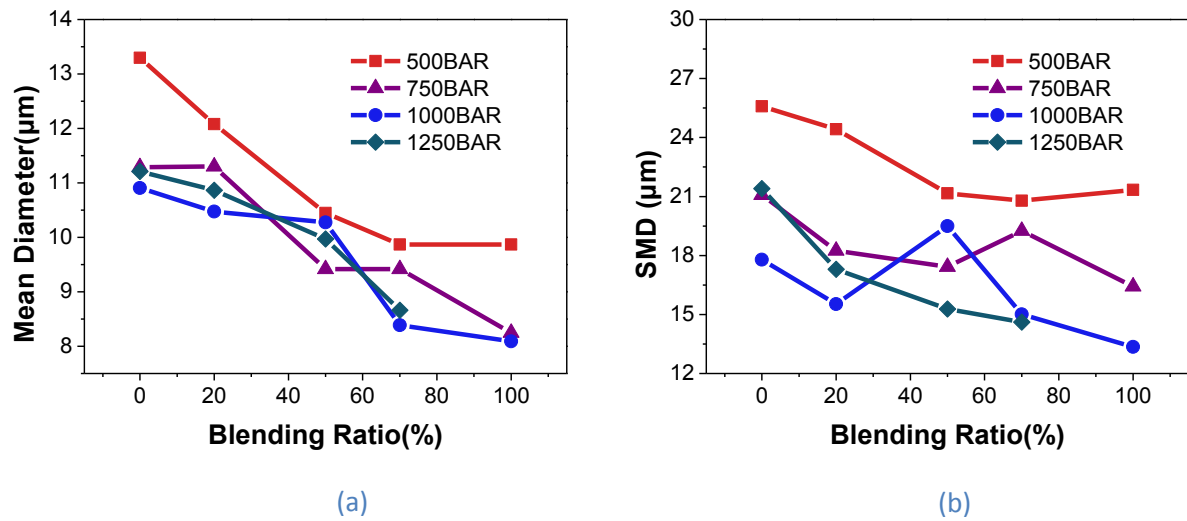 14
13
12
11
10
9
8
Mean Diameter(µm)
500BAR
750BAR
1000BAR
1250BAR
0 20 40 60 80 100
Blending Ratio(%)
(a)
30
27
24
21
18
15
12
SMD (µm)
500BAR
750BAR
1000BAR
1250BAR
0 20 40 60 80 100
Blending Ratio(%)
(b)